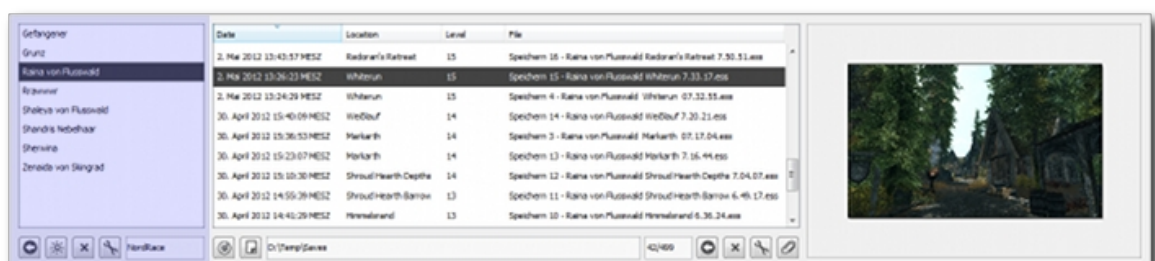 Gefangener
Grunz
Raina von Flusswald
Shaleya von Flusswald
Shandris Nebelhaar
Sherwina
Zenaida von Skingrad
NordRace
Date Location Level File
2. Mai 2012 13:43:57 MESZ Redoran's Retreat 15 Speichern 16 - Raina von Flusswald Redoran's Retreat 7.50.51.ess
2. Mai 2012 13:26:23 MESZ Whiterun 15 Speichern 15 - Raina von Flusswald Whiterun 7.33.17.ess
2. Mai 2012 13:24:29 MESZ Whiterun 15 Speichern 4 - Raina von Flusswald Whiterun 07.32.55.ess
30. April 2012 15:40:09 MESZ Weißlauf 14 Speichern 14 - Raina von Flusswald Weißlauf 7.20.21.ess
30. April 2012 15:36:53 MESZ Markarth 14 Speichern 3 - Raina von Flusswald Markarth 07.17.04.ess
30. April 2012 15:23:07 MESZ Markarth 14 Speichern 13 - Raina von Flusswald Markarth 7.16.44.ess
30. April 2012 15:10:30 MESZ Shroud Hearth Depths 14 Speichern 12 - Raina von Flusswald Shroud Hearth Depths 7.04.07.ess
30. April 2012 14:55:39 MESZ Shroud Hearth Barrow 13 Speichern 11 - Raina von Flusswald Shroud Hearth Barrow 6.49.17.ess
30. April 2012 14:41:29 MESZ Himmelsrand 13 Speichern 10 - Raina von Flusswald Himmelsrand 6.36.24.ess
D:\Temp\Saves 42/499